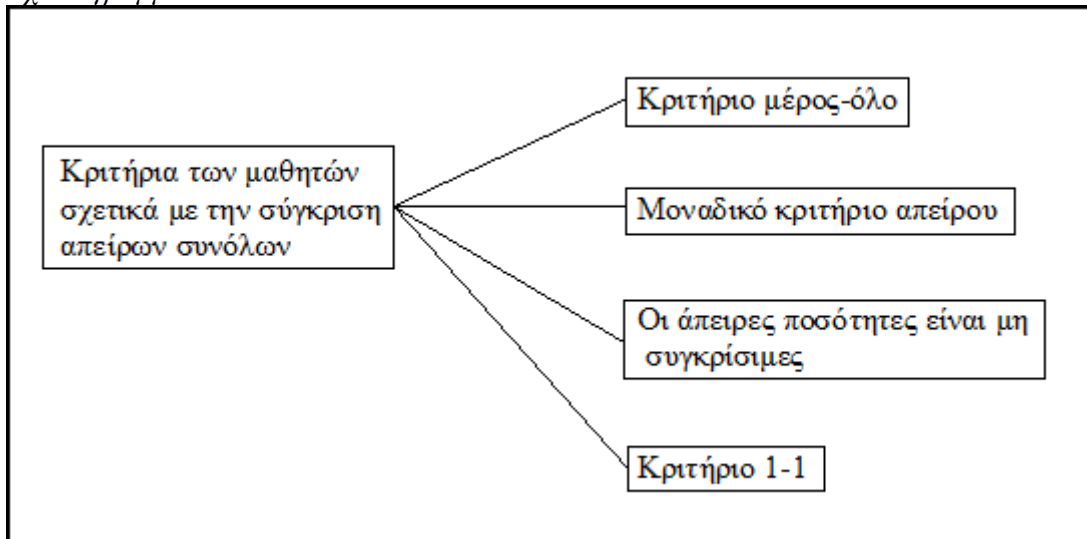 Κριτήριο μέρος-όλο
Κριτήρια των μαθητών
σχετικά με την σύγκριση
απείρων συνόλων
Μοναδικό κριτήριο απείρου
Οι άπειρες ποσότητες είναι μη
συγκρίσιμες
Κριτήριο 1-1